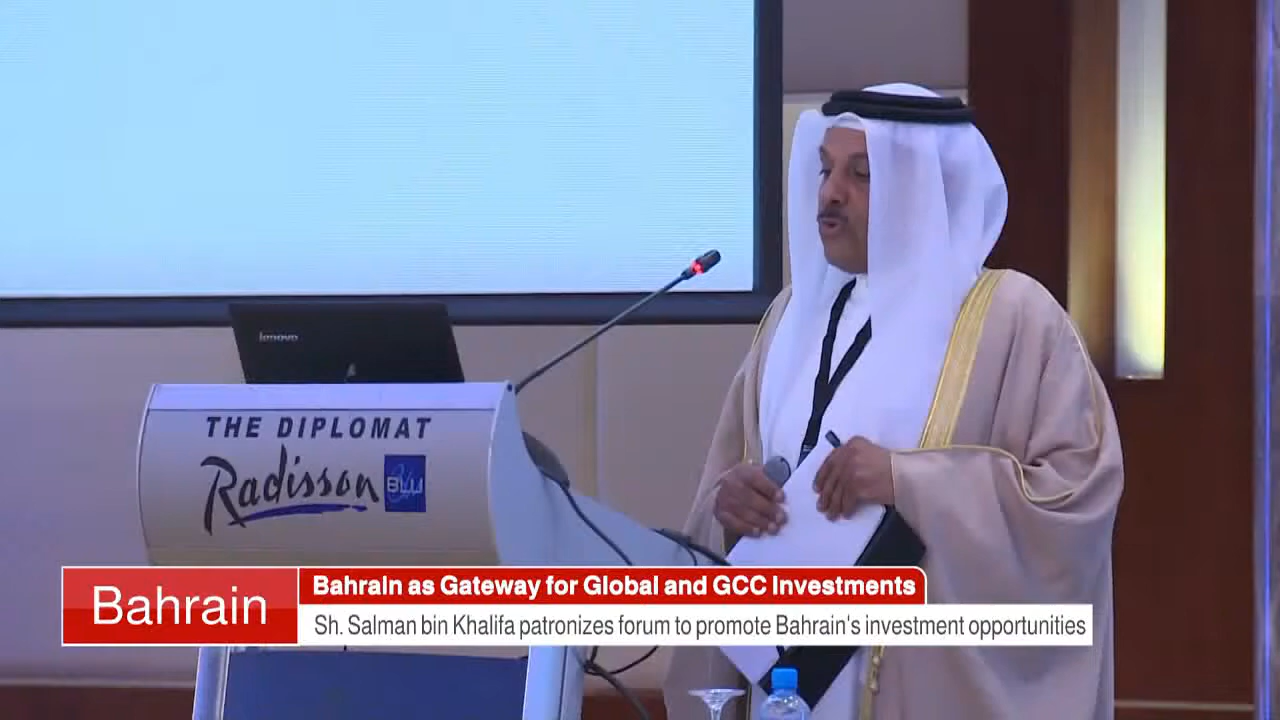 lenovo
THE DIPLOMAT
Radisson
BLU
Bahrain
Bahrain as Gateway for Global and GCC Investments
Sh. Salman bin Khalifa patronizes forum to promote Bahrain's investment opportunities